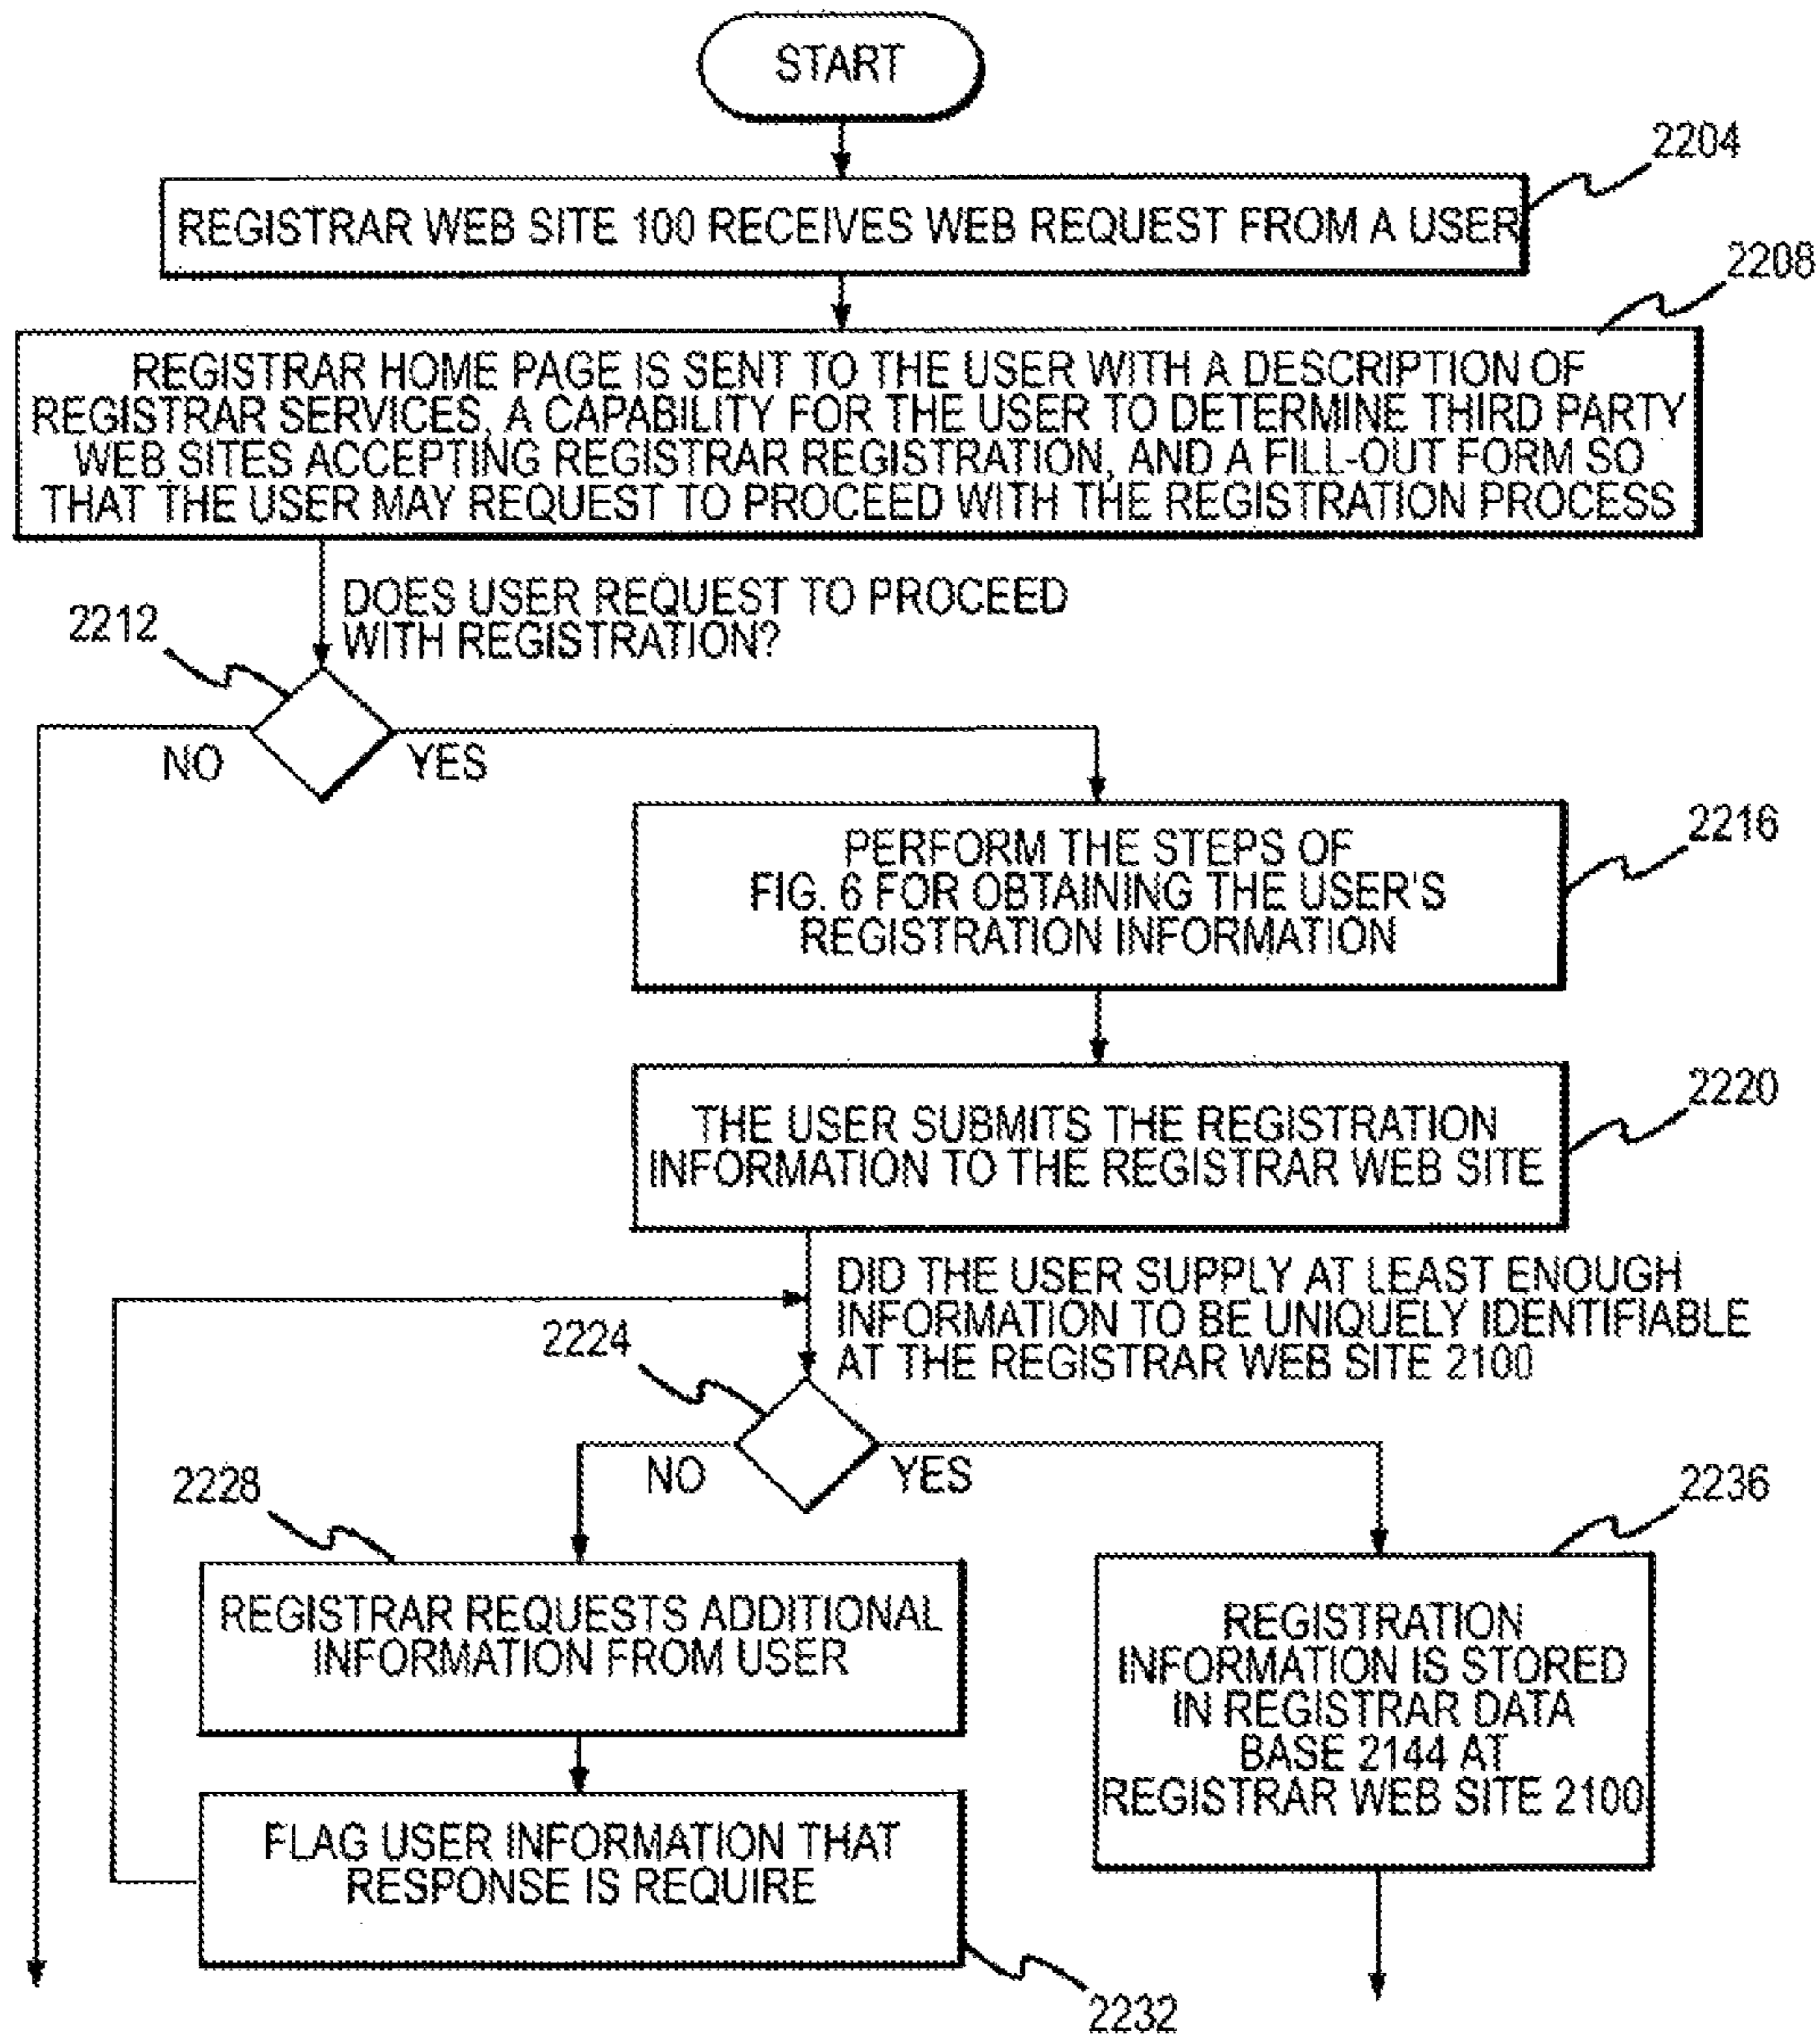 START
2204
REGISTRAR WEB SITE 100 RECEIVES WEB REQUEST FROM A USER
2208
REGISTRAR HOME PAGE IS SENT TO THE USER WITH A DESCRIPTION OF
REGISTRAR SERVICES, A CAPABILITY FOR THE USER TO DETERMINE THIRD PARTY
WEB SITES ACCEPTING REGISTRAR REGISTRATION, AND A FILL-OUT FORM SO
THAT THE USER MAY REQUEST TO PROCEED WITH THE REGISTRATION PROCESS
DOES USER REQUEST TO PROCEED
WITH REGISTRATION?
2212
NO
YES
2216
PERFORM THE STEPS OF
FIG. 6 FOR OBTAINING THE USER'S
REGISTRATION INFORMATION
2220
THE USER SUBMITS THE REGISTRATION
INFORMATION TO THE REGISTRAR WEB SITE
DID THE USER SUPPLY AT LEAST ENOUGH
INFORMATION TO BE UNIQUELY IDENTIFIABLE
AT THE REGISTRAR WEB SITE 2100
2224
NO
YES
2228
REGISTRAR REQUESTS ADDITIONAL
INFORMATION FROM USER
2236
REGISTRATION
INFORMATION IS STORED
IN REGISTRAR DATA
BASE 2144 AT
REGISTRAR WEB SITE 2100
FLAG USER INFORMATION THAT
RESPONSE IS REQUIRE
2232